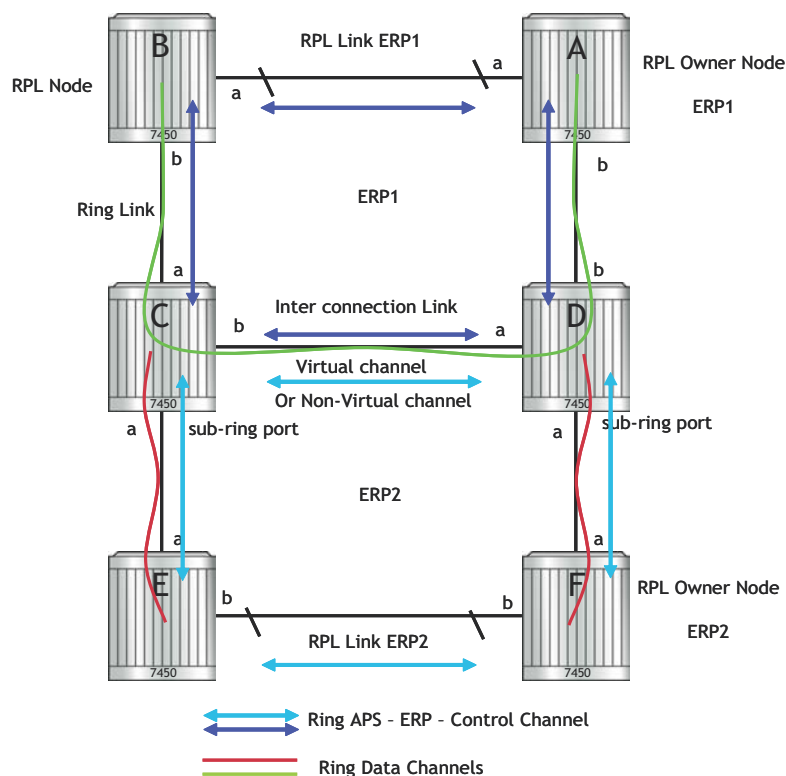 B
RPL Link ERP1
a
A
RPL Owner Node
RPL Node
a
ERP1
7450
7450
b
b
ERP1
Ring Link
a
b
C
b
Inter connection Link
a
D
Virtual channel
Or Non-Virtual channel
7450
7450
a
sub-ring port
a
sub-ring port
ERP2
a
a
E
b
b
F
RPL Owner Node
RPL Link ERP2
ERP2
7450
7450
Ring APS - ERP - Control Channel
Ring Data Channels